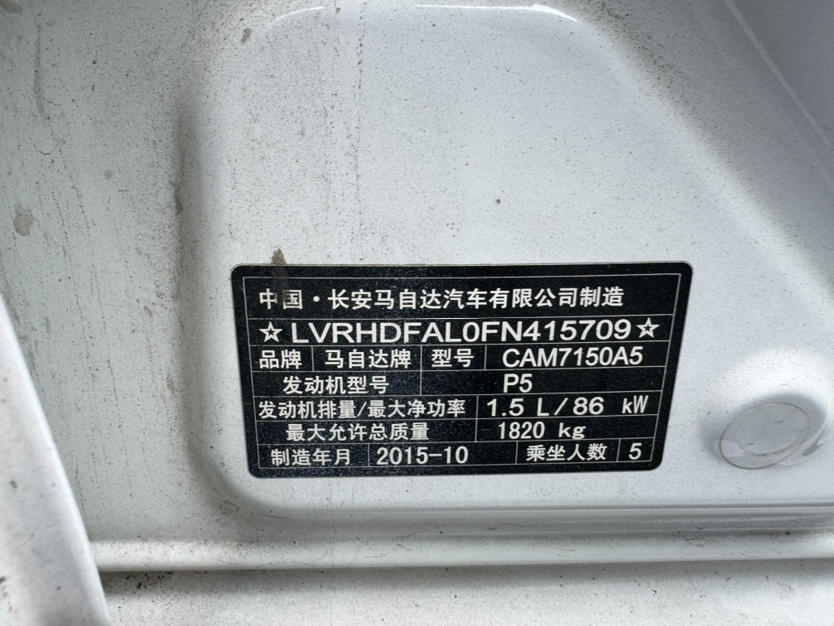 中国·长安马自达汽车有限公司制造
☆LVRHDFAL0FN415709☆
品牌 马自达牌 型号 CAM7150A5
发动机型号 P5
发动机排量/最大净功率 1.5 L/86 kW
最大允许总质量 1820 kg
制造年月 2015-10 乘坐人数 5